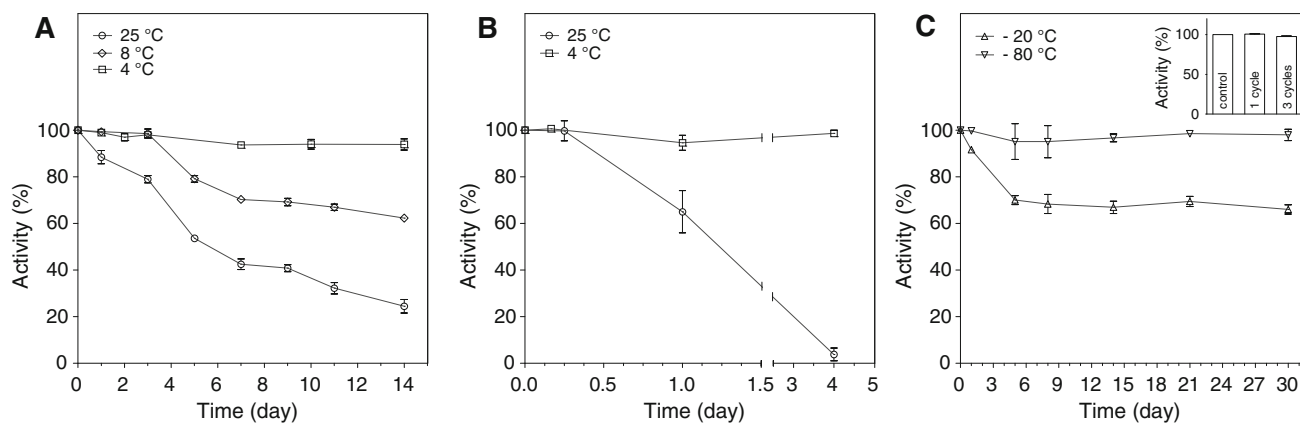 A
25 °C
8 °C
4 °C
Activity (%)
100
80
60
40
20
0
0 2 4 6 8 10 12 14
Time (day)
B
25 °C
4 °C
Activity (%)
100
80
60
40
20
0
0.0 0.5 1.0 1.5 3 4 5
Time (day)
C
- 20 °C
- 80 °C
Activity (%)
100
80
60
40
20
0
0 3 6 9 12 15 18 21 24 27 30
Time (day)
Activity (%)
100
50
0
control
1 cycle
3 cycles